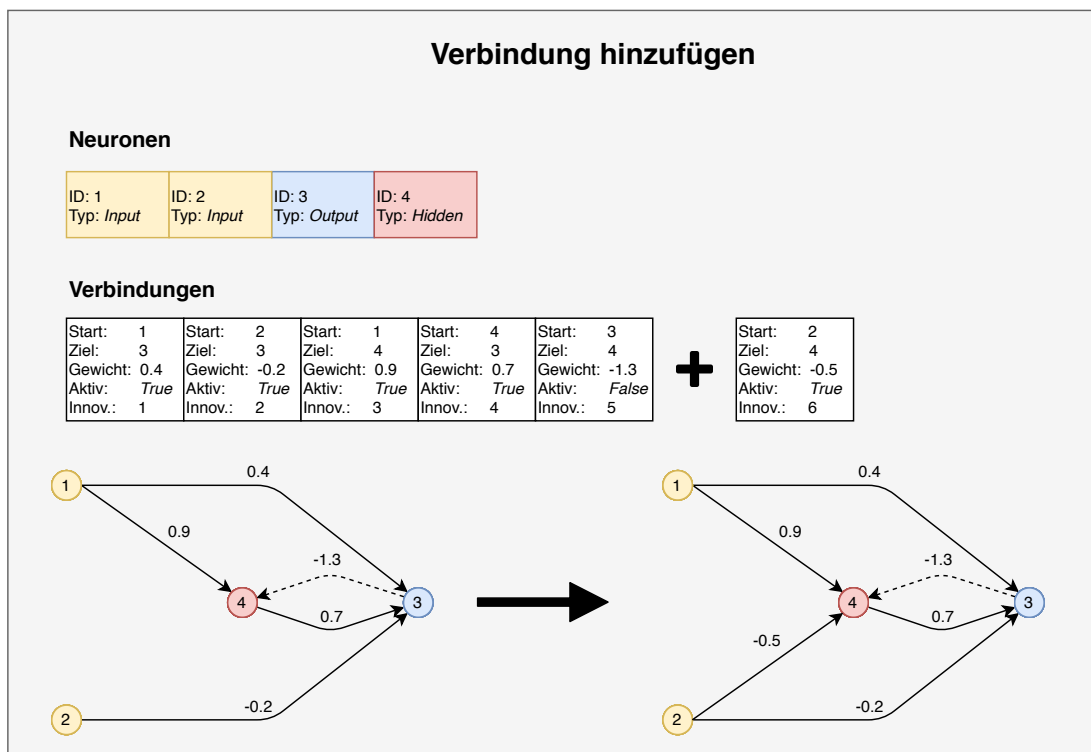 Verbindung hinzufügen
Neuronen
ID: 1 ID: 2 ID: 3 ID: 4
Typ: Input Typ: Input Typ: Output Typ: Hidden
Verbindungen
Start: 1 Start: 2 Start: 1 Start: 4 Start: 3 Start: 2
Ziel: 3 Ziel: 3 Ziel: 4 Ziel: 3 Ziel: 4 Ziel: 4
Gewicht: 0.4 Gewicht: -0.2 Gewicht: 0.9 Gewicht: 0.7 Gewicht: -1.3 Gewicht: -0.5
Aktiv: True Aktiv: True Aktiv: True Aktiv: True Aktiv: False Aktiv: True
Innov.: 1 Innov.: 2 Innov.: 3 Innov.: 4 Innov.: 5 Innov.: 6
0.4 0.4
1 1
0.9 0.9
-1.3 -1.3
4 3 4 3
0.7 0.7
-0.5
-0.2 -0.2
2 2